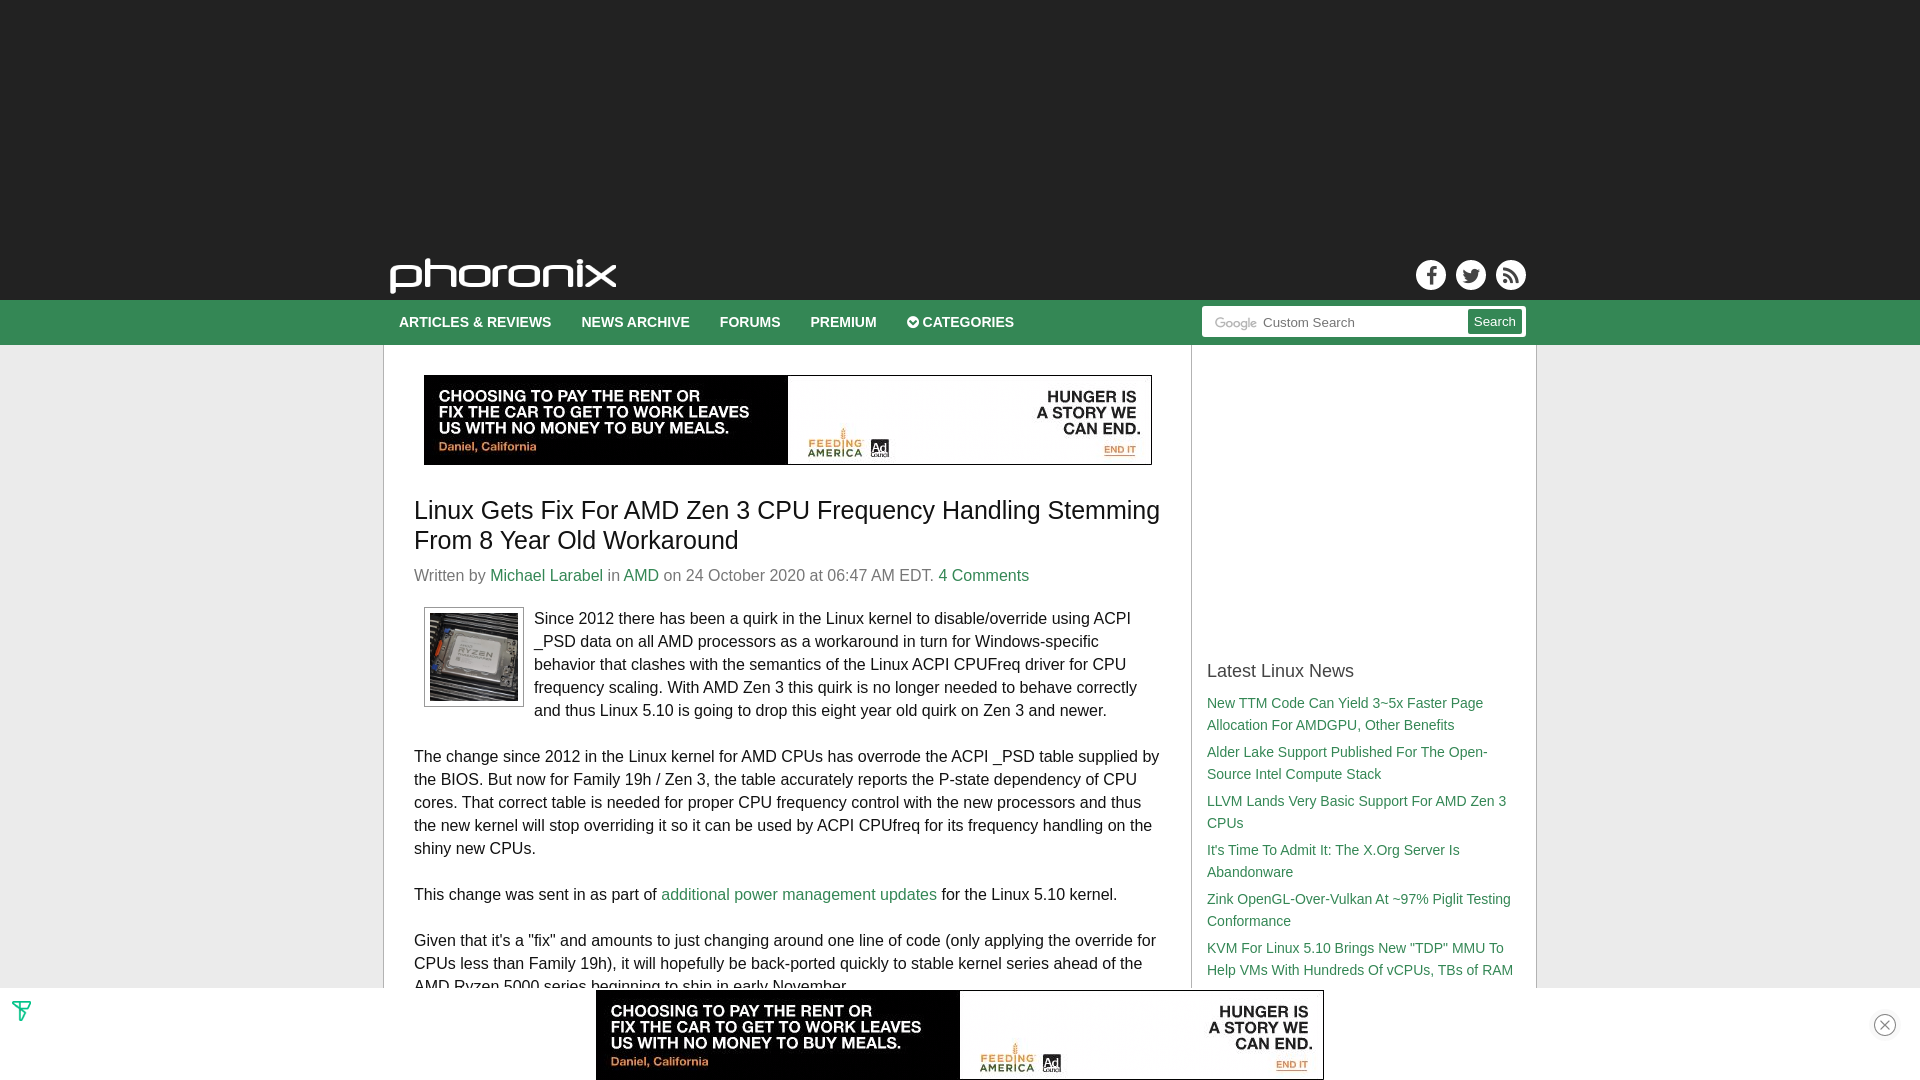 phoronix
ARTICLES & REVIEWS NEWS ARCHIVE FORUMS PREMIUM CATEGORIES
Google Custom Search Search
CHOOSING TO PAY THE RENT OR
FIX THE CAR TO GET TO WORK LEAVES
US WITH NO MONEY TO BUY MEALS.
Daniel, California
FEEDING
AMERICA
Ad
Council
HUNGER IS
A STORY WE
CAN END.
END IT
Linux Gets Fix For AMD Zen 3 CPU Frequency Handling Stemming
From 8 Year Old Workaround
Written by Michael Larabel in AMD on 24 October 2020 at 06:47 AM EDT. 4 Comments
RYZEN
Since 2012 there has been a quirk in the Linux kernel to disable/override using ACPI
_PSD data on all AMD processors as a workaround in turn for Windows-specific
behavior that clashes with the semantics of the Linux ACPI CPUFreq driver for CPU
frequency scaling. With AMD Zen 3 this quirk is no longer needed to behave correctly
and thus Linux 5.10 is going to drop this eight year old quirk on Zen 3 and newer.
The change since 2012 in the Linux kernel for AMD CPUs has overrode the ACPI _PSD table supplied by
the BIOS. But now for Family 19h / Zen 3, the table accurately reports the P-state dependency of CPU
cores. That correct table is needed for proper CPU frequency control with the new processors and thus
the new kernel will stop overriding it so it can be used by ACPI CPUfreq for its frequency handling on the
shiny new CPUs.
This change was sent in as part of additional power management updates for the Linux 5.10 kernel.
Given that it's a "fix" and amounts to just changing around one line of code (only applying the override for
CPUs less than Family 19h), it will hopefully be back-ported quickly to stable kernel series ahead of the
AMD Ryzen 5000 series beginning to ship in early November.
Latest Linux News
New TTM Code Can Yield 3~5x Faster Page
Allocation For AMDGPU, Other Benefits
Alder Lake Support Published For The Open-
Source Intel Compute Stack
LLVM Lands Very Basic Support For AMD Zen 3
CPUs
It's Time To Admit It: The X.Org Server Is
Abandonware
Zink OpenGL-Over-Vulkan At ~97% Piglit Testing
Conformance
KVM For Linux 5.10 Brings New "TDP" MMU To
Help VMs With Hundreds Of vCPUs, TBs of RAM
CHOOSING TO PAY THE RENT OR
FIX THE CAR TO GET TO WORK LEAVES
US WITH NO MONEY TO BUY MEALS.
Daniel, California
FEEDING
AMERICA
Ad
Council
HUNGER IS
A STORY WE
CAN END.
END IT